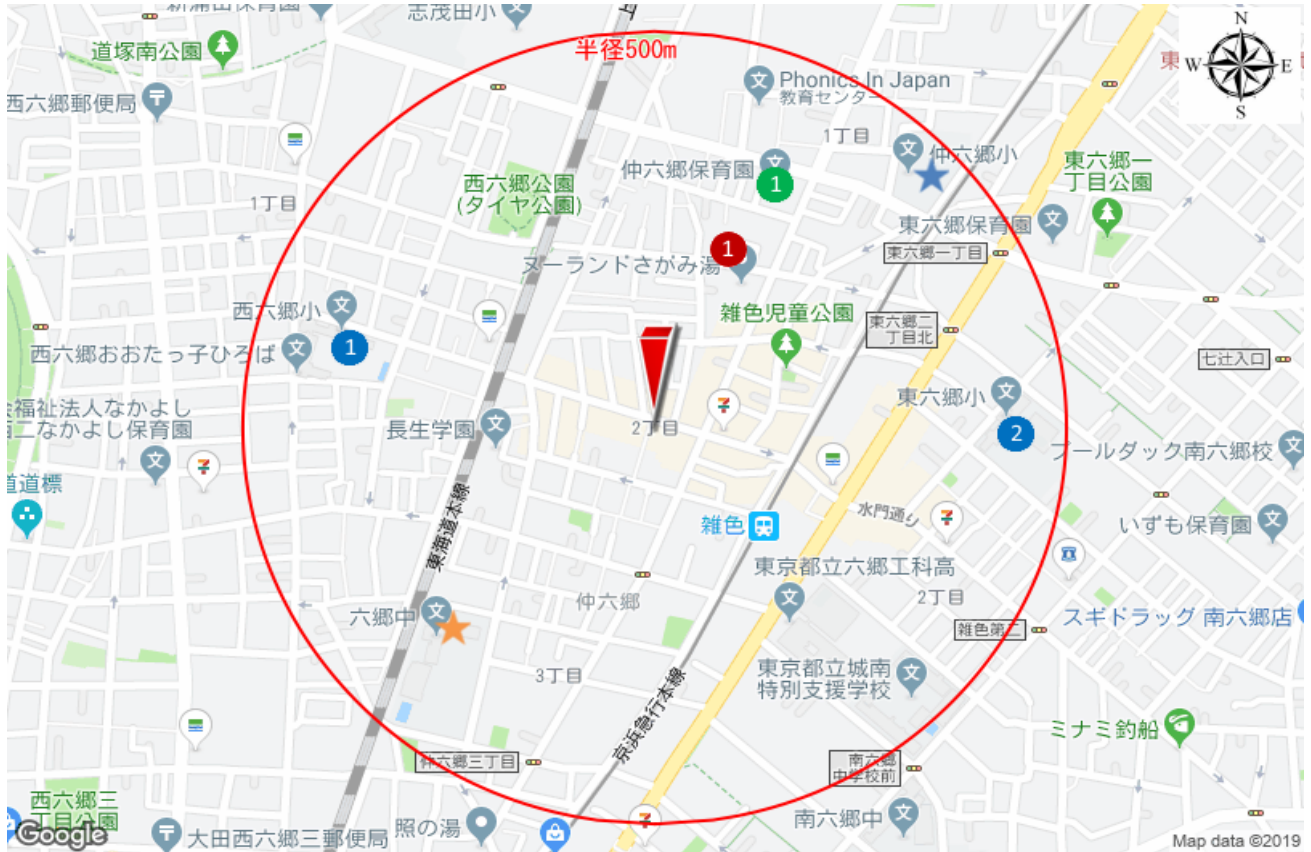 志茂田小
半径500m
道塚南公園
西六郷郵便局
Phonics In Japan
教育センター
N
W
E
S
東
1丁目
仲六郷保育園
1
仲六郷小
東六郷一
丁目公園
西六郷公園
(タイヤ公園)
1丁目
東六郷保育園
東六郷一丁目
1
ヌーランドさがみ湯
西六郷小
1
西六郷おおたっ子ひろば
雑色児童公園
東六郷二
丁目北
七辻入口
東六郷小
2
長生学園
2丁目
プールダック南六郷校
会福祉法人なかよし
西二なかよし保育園
道道標
東海道本線
雑色
水門通り
いずも保育園
東京都立六郷工科高
2丁目
六郷中
仲六郷
雑色第二
スギドラッグ 南六郷店
3丁目
東京都立城南
特別支援学校
京浜急行本線
ミナミ釣船
仲六郷三丁目
南六郷
中学校前
西六郷三
丁目公園
Google
大田西六郷三郵便局
照の湯
南六郷中
Map data ©2019